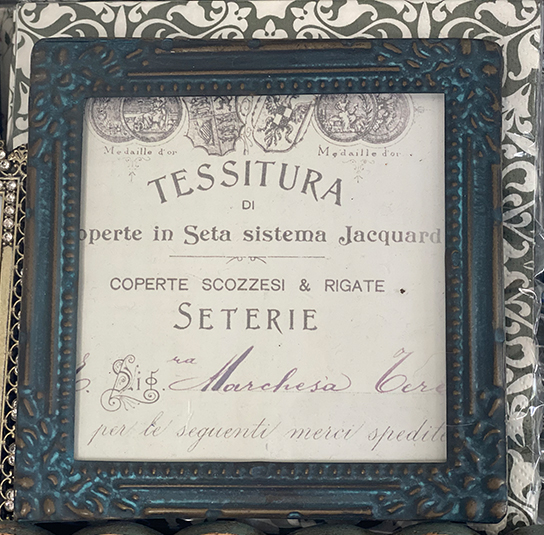 Medaille d'or Medaille d'or
TESSITURA
DI
operte in Seta sistema Jacquard
COPERTE SCOZZESI & RIGATE
SETERIE
E. Sig.ra Marchesa Tere
per le seguenti merci spedite